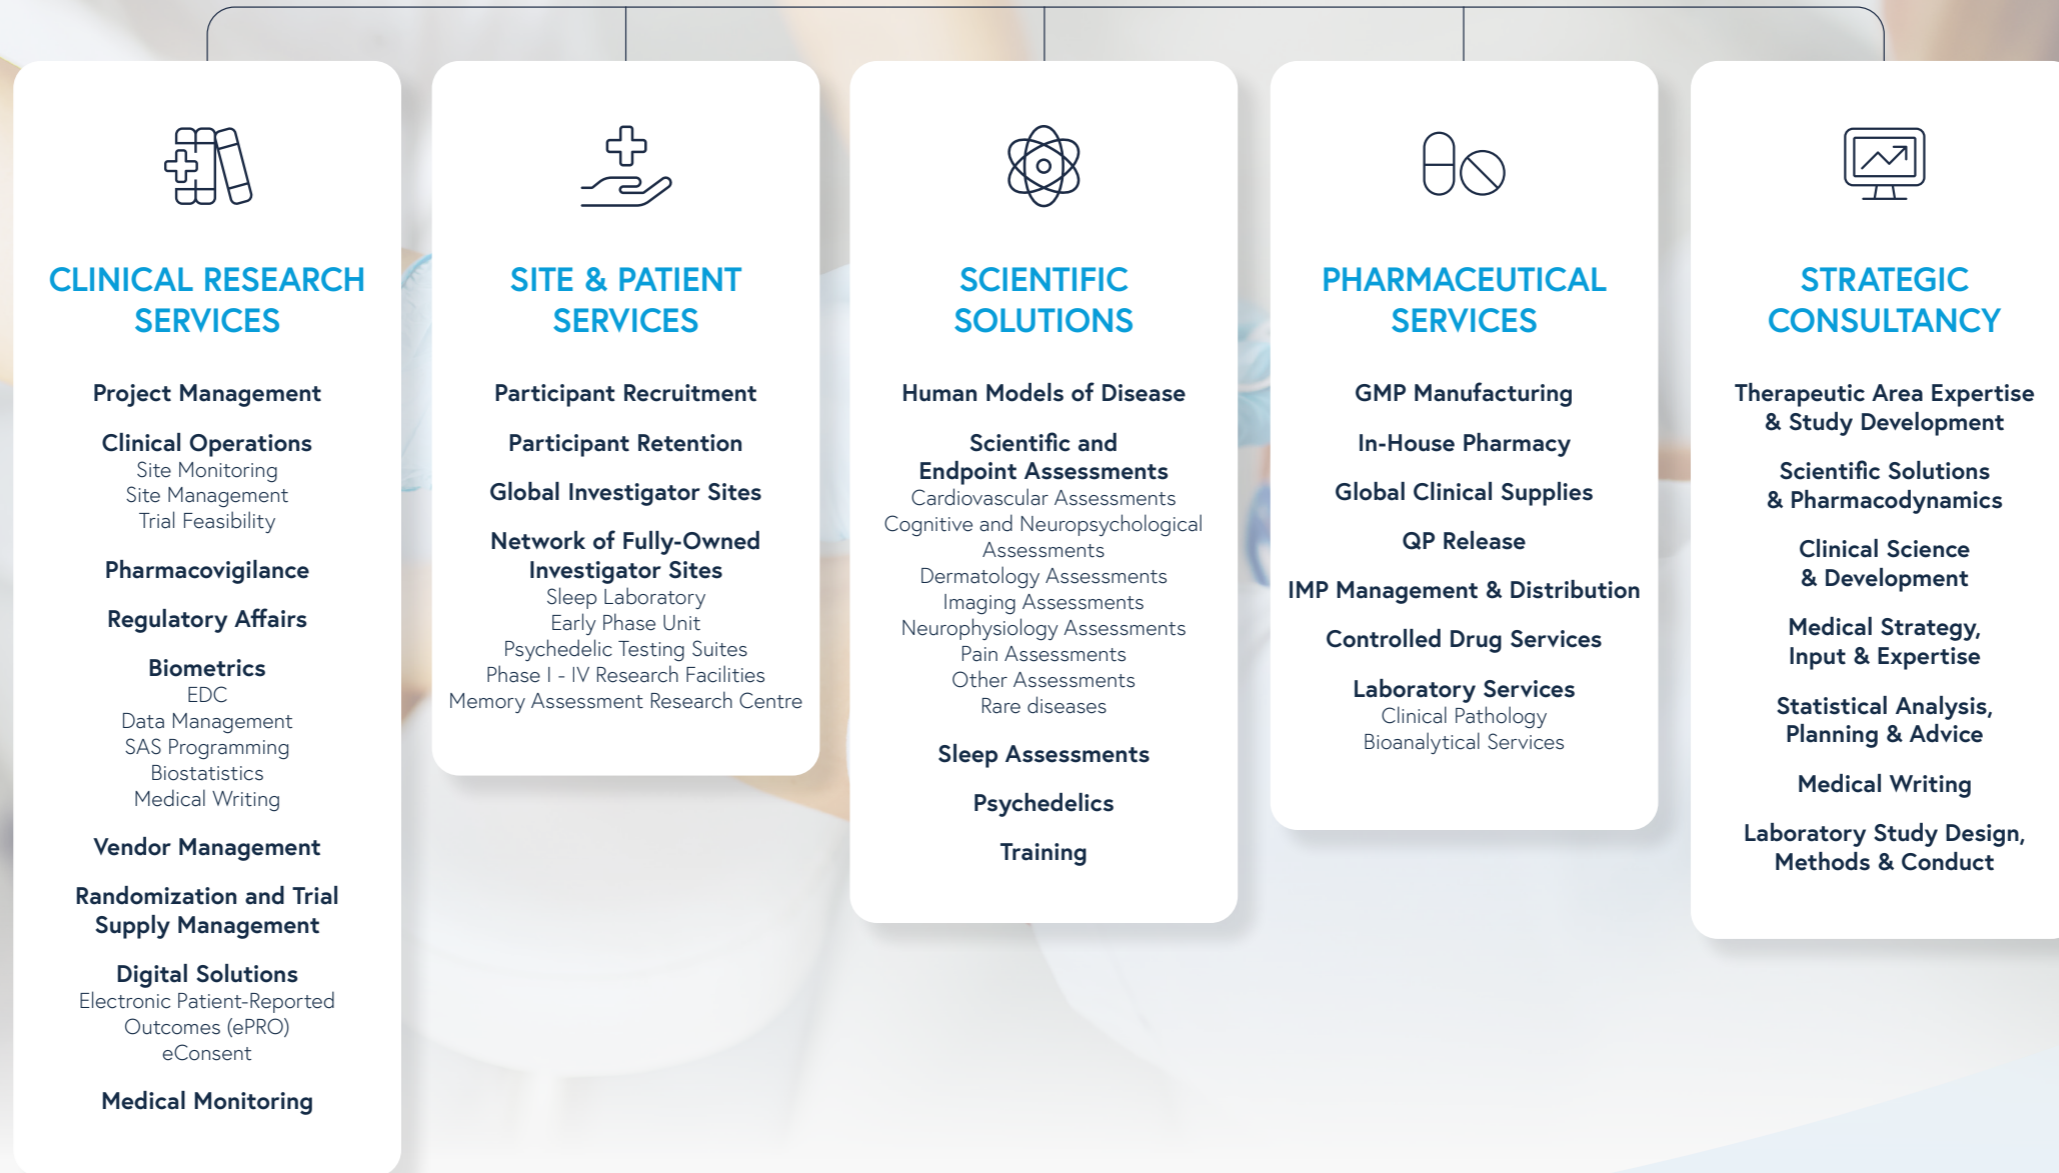 CLINICAL RESEARCH
SERVICES
Project Management
Clinical Operations
Site Monitoring
Site Management
Trial Feasibility
Pharmacovigilance
Regulatory Affairs
Biometrics
EDC
Data Management
SAS Programming
Biostatistics
Medical Writing
Vendor Management
Randomization and Trial
Supply Management
Digital Solutions
Electronic Patient-Reported
Outcomes (ePRO)
eConsent
Medical Monitoring
SITE & PATIENT
SERVICES
Participant Recruitment
Participant Retention
Global Investigator Sites
Network of Fully-Owned
Investigator Sites
Sleep Laboratory
Early Phase Unit
Psychedelic Testing Suites
Phase I - IV Research Facilities
Memory Assessment Research Centre
SCIENTIFIC
SOLUTIONS
Human Models of Disease
Scientific and
Endpoint Assessments
Cardiovascular Assessments
Cognitive and Neuropsychological
Assessments
Dermatology Assessments
Imaging Assessments
Neurophysiology Assessments
Pain Assessments
Other Assessments
Rare diseases
Sleep Assessments
Psychedelics
Training
PHARMACEUTICAL
SERVICES
GMP Manufacturing
In-House Pharmacy
Global Clinical Supplies
QP Release
IMP Management & Distribution
Controlled Drug Services
Laboratory Services
Clinical Pathology
Bioanalytical Services
STRATEGIC
CONSULTANCY
Therapeutic Area Expertise
& Study Development
Scientific Solutions
& Pharmacodynamics
Clinical Science
& Development
Medical Strategy,
Input & Expertise
Statistical Analysis,
Planning & Advice
Medical Writing
Laboratory Study Design,
Methods & Conduct